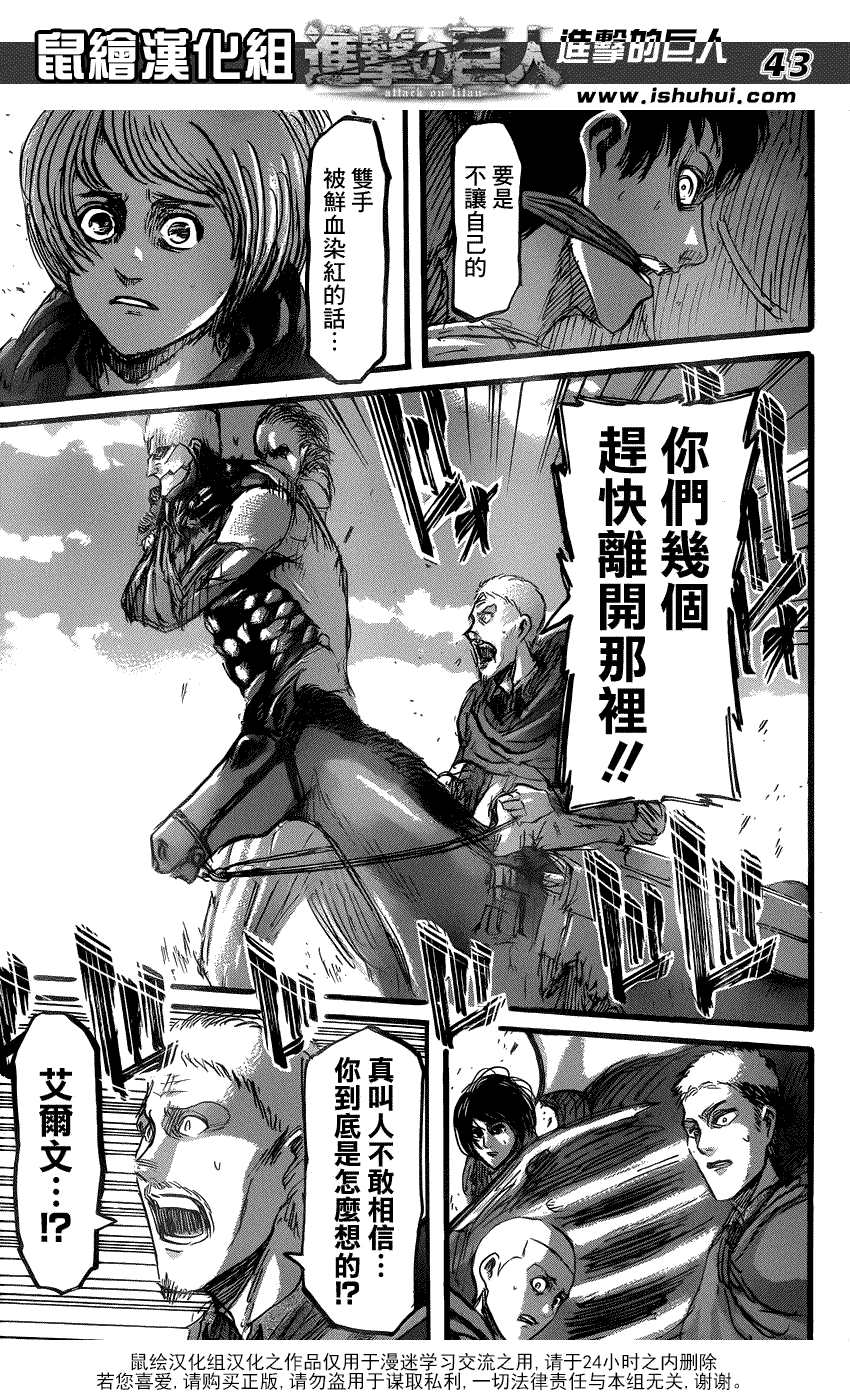 鼠繪漢化組
進撃の巨人
attack on titan
進擊的巨人
43
www.ishuhui.com
要是
不讓自己的
雙手
被鮮血染紅的話…
你們幾個
趕快離開那裡!!
真叫人不敢相信…
你到底是怎麼想的!?
艾爾文…!?
鼠绘汉化组汉化之作品仅用于漫迷学习交流之用, 请于24小时之内删除
若您喜爱, 请购买正版, 请勿盗用于谋取私利, 一切法律责任与本组无关, 谢谢。